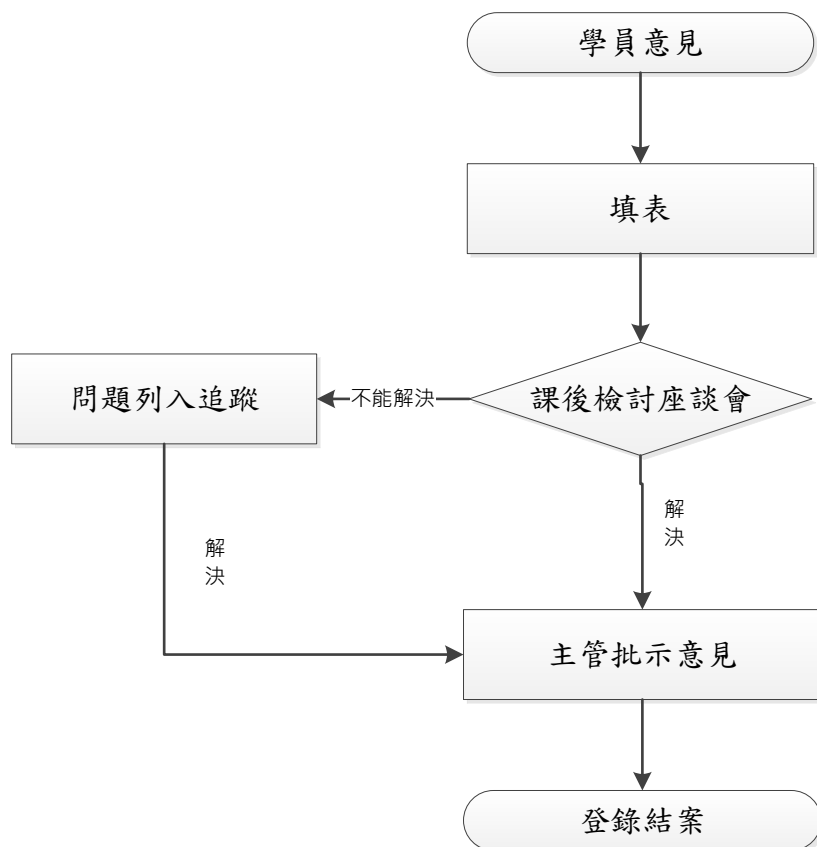 學員意見
填表
課後檢討座談會
不能解決
問題列入追蹤
解
決
解
決
主管批示意見
登錄結案